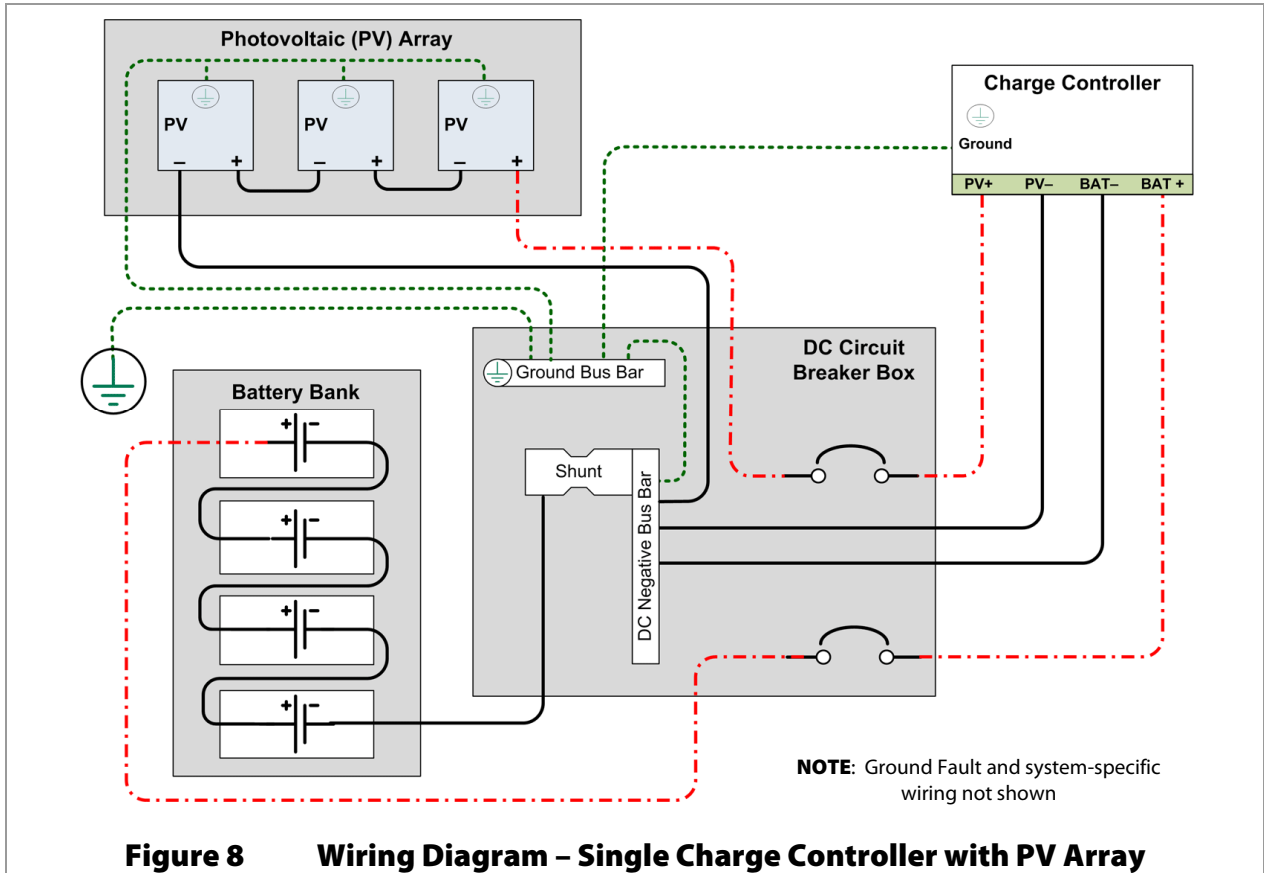 Photovoltaic (PV) Array
PV
PV
PV
– +
– +
– +
Charge Controller
Ground
PV+ PV– BAT– BAT +
DC Circuit
Breaker Box
Ground Bus Bar
Battery Bank
+ –
+ –
+ –
+ –
Shunt
DC Negative Bus Bar
NOTE: Ground Fault and system-specific
wiring not shown
Figure 8 Wiring Diagram – Single Charge Controller with PV Array